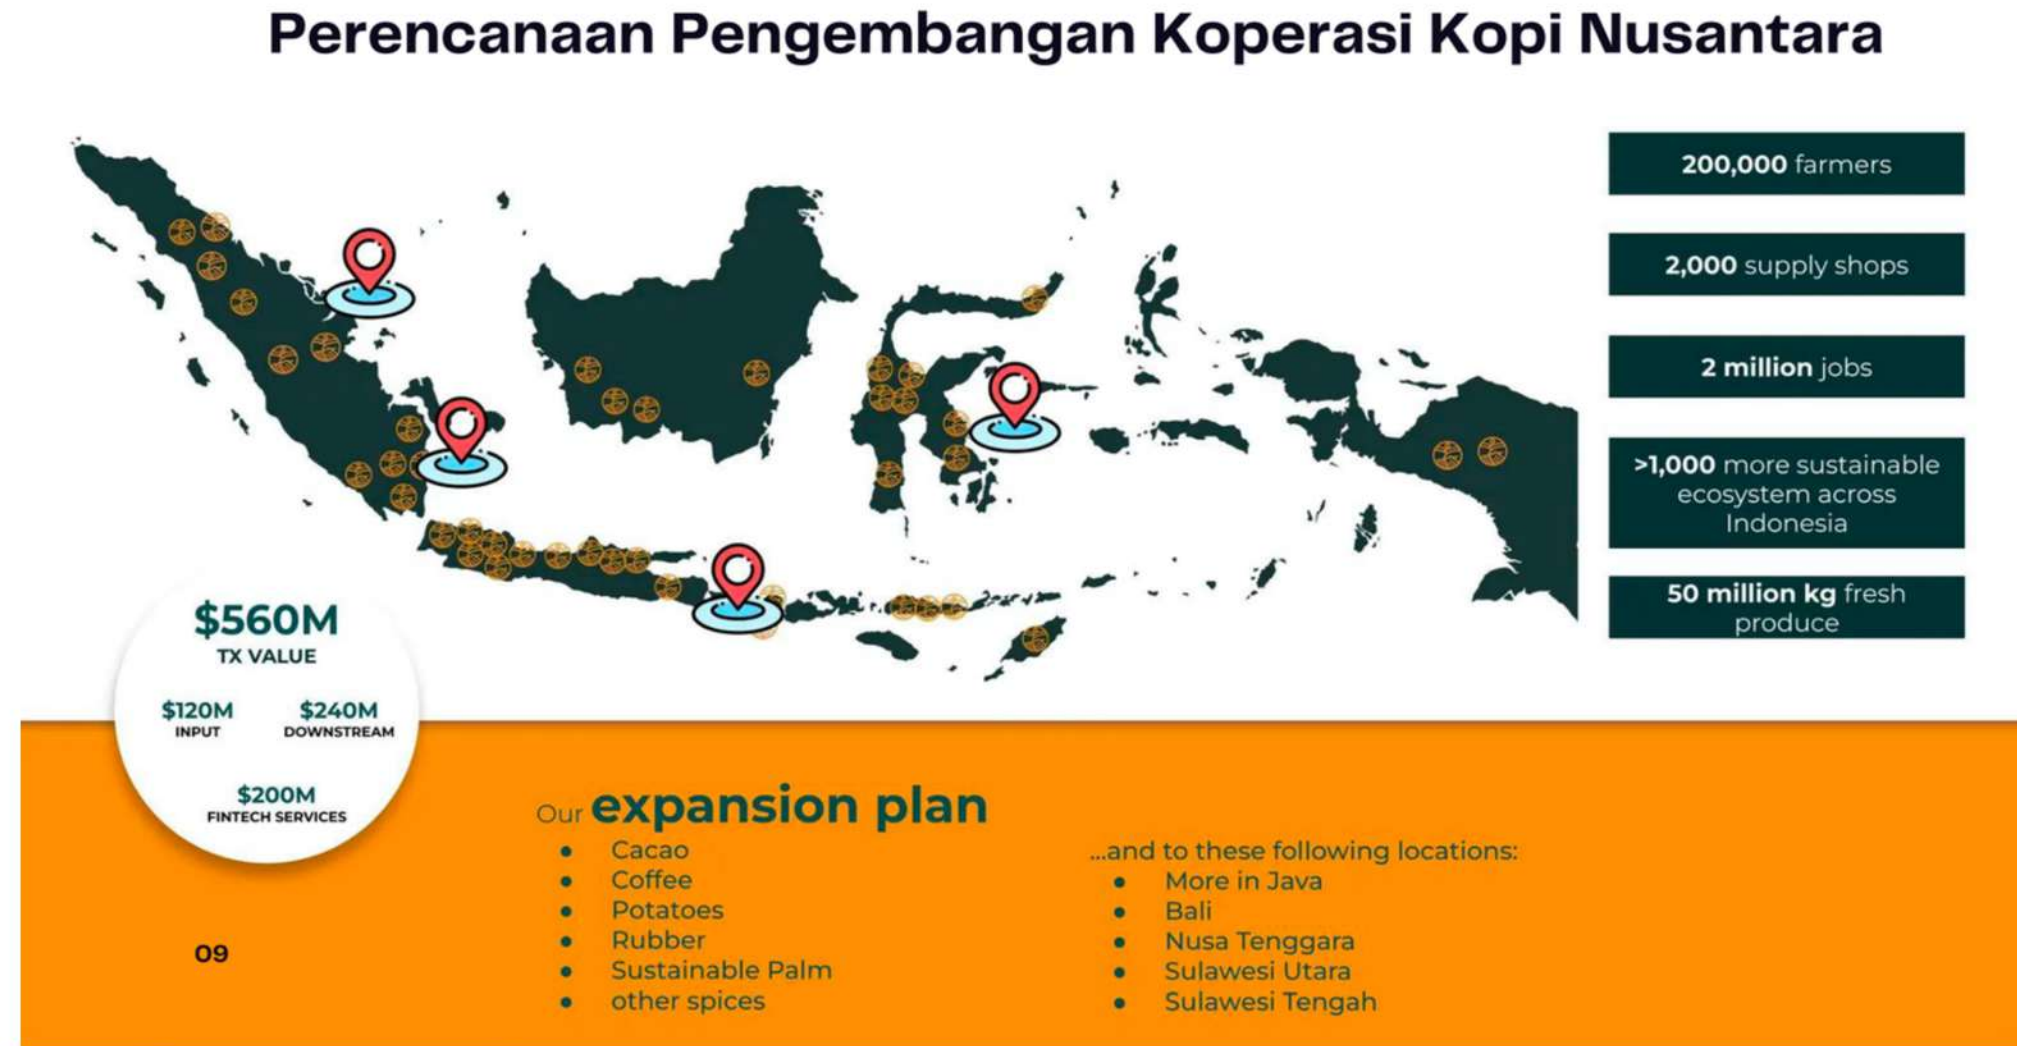 Perencanaan Pengembangan Koperasi Kopi Nusantara
200,000 farmers
2,000 supply shops
2 million jobs
>1,000 more sustainable
ecosystem across
Indonesia
50 million kg fresh
produce
$560M
TX VALUE
$120M
INPUT
$240M
DOWNSTREAM
$200M
FINTECH SERVICES
Our expansion plan
• Cacao
• Coffee
• Potatoes
• Rubber
• Sustainable Palm
• other spices
...and to these following locations:
• More in Java
• Bali
• Nusa Tenggara
• Sulawesi Utara
• Sulawesi Tengah
09